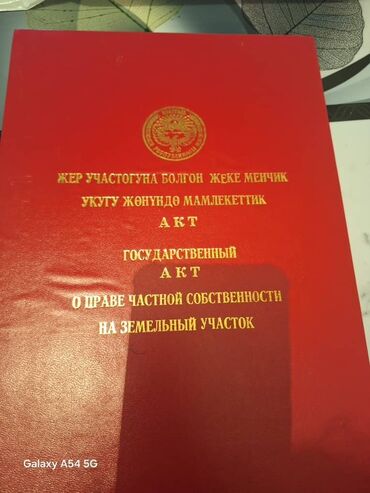 ЖЕР УЧАСТОГУНА БОЛГОН ЖЕКЕ МЕНЧИК
УКУГУ ЖӨНҮНДӨ МАМЛЕКЕТТИК
АКТ
ГОСУДАРСТВЕННЫЙ
АКТ
О ПРАВЕ ЧАСТНОЙ СОБСТВЕННОСТИ
НА ЗЕМЕЛЬНЫЙ УЧАСТОК
Galaxy A54 5G